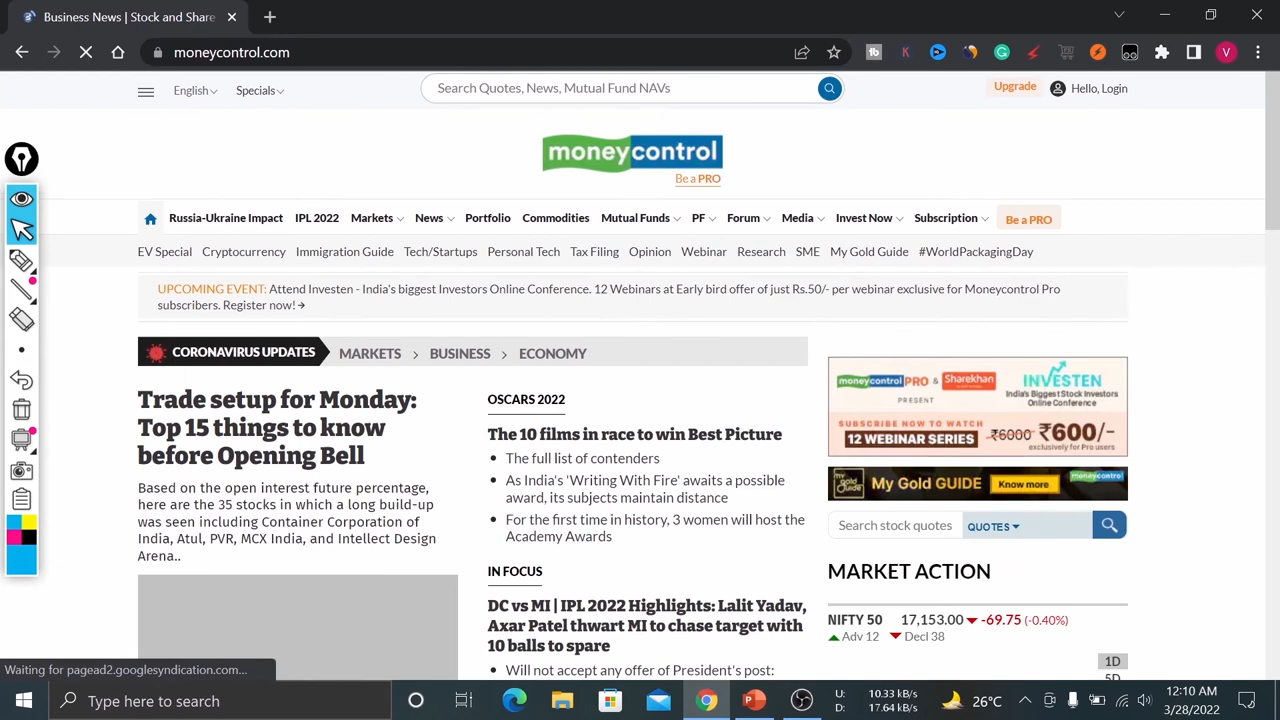 Business News | Stock and Share
moneycontrol.com
English
Specials
Search Quotes, News, Mutual Fund NAVs
Upgrade
Hello, Login
moneycontrol
Be a PRO
Russia-Ukraine Impact IPL 2022 Markets News Portfolio Commodities Mutual Funds PF Forum Media Invest Now Subscription Be a PRO
EV Special Cryptocurrency Immigration Guide Tech/Startups Personal Tech Tax Filing Opinion Webinar Research SME My Gold Guide #WorldPackagingDay
UPCOMING EVENT: Attend Investen - India's biggest Investors Online Conference. 12 Webinars at Early bird offer of just Rs.50/- per webinar exclusive for Moneycontrol Pro
subscribers. Register now! →
CORONAVIRUS UPDATES MARKETS > BUSINESS > ECONOMY
Trade setup for Monday:
Top 15 things to know
before Opening Bell
Based on the open interest future percentage,
here are the 35 stocks in which a long build-up
was seen including Container Corporation of
India, Atul, PVR, MCX India, and Intellect Design
Arena..
OSCARS 2022
The 10 films in race to win Best Picture
• The full list of contenders
• As India's 'Writing With Fire' awaits a possible
award, its subjects maintain distance
• For the first time in history, 3 women will host the
Academy Awards
IN FOCUS
DC vs MI | IPL 2022 Highlights: Lalit Yadav,
Axar Patel thwart MI to chase target with
10 balls to spare
• Will not accept any offer of President's post:
moneycontrol PRO & Sharekhan
PRESENT
INVESTEN
India's Biggest Stock Investors
Online Conference
SUBSCRIBE NOW TO WATCH
12 WEBINAR SERIES
₹6000 ₹600/-
exclusively for Pro users
my gold Guide My Gold GUIDE Know more moneycontrol
Search stock quotes QUOTES
MARKET ACTION
NIFTY 50 17,153.00 -69.75 (-0.40%)
Adv 12 Decl 38
1D
5D
Waiting for pagead2.googlesyndication.com...
Type here to search
U: 10.33 kB/s
D: 17.64 kB/s
26°C
12:10 AM
3/28/2022
V